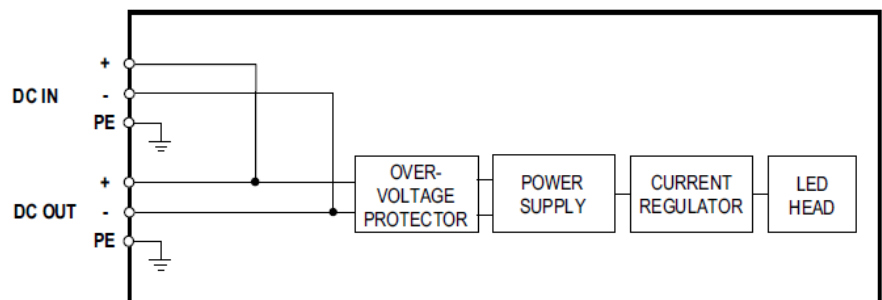 +
DC IN -
PE
+
DC OUT -
PE
OVER-
VOLTAGE
PROTECTOR
POWER
SUPPLY
CURRENT
REGULATOR
LED
HEAD